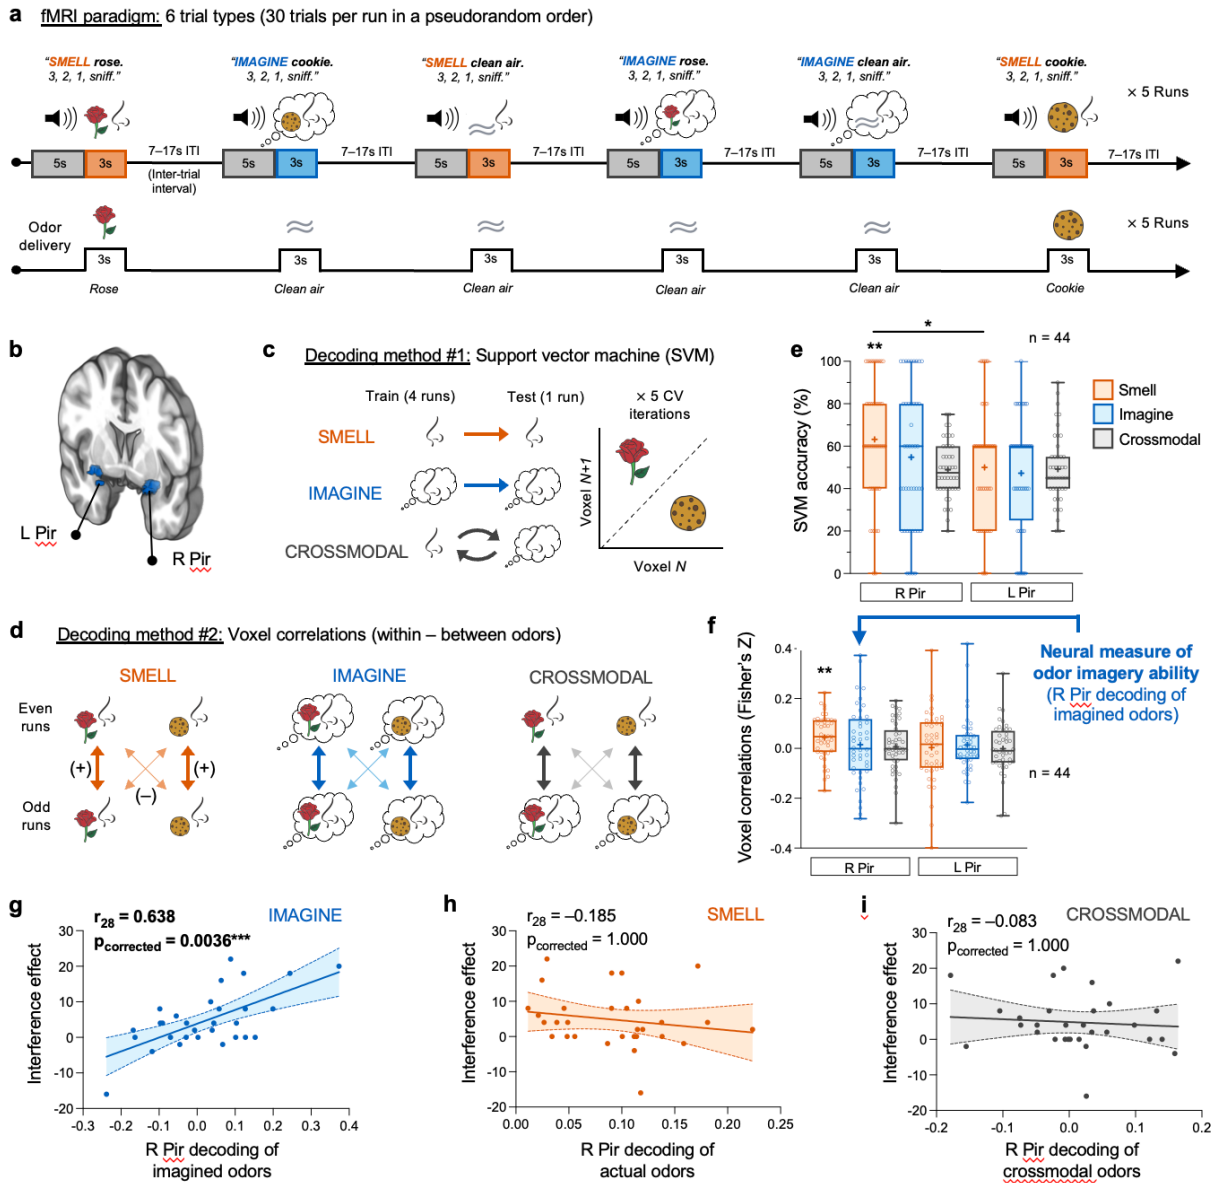 a fMRI paradigm: 6 trial types (30 trials per run in a pseudorandom order)
“SMELL rose. “IMAGINE cookie. “SMELL clean air. “IMAGINE rose. “IMAGINE clean air. “SMELL cookie.
3, 2, 1, sniff.” 3, 2, 1, sniff.” 3, 2, 1, sniff.” 3, 2, 1, sniff.” 3, 2, 1, sniff.” 3, 2, 1, sniff.”
× 5 Runs
5s 3s 7–17s ITI 5s 3s 7–17s ITI 5s 3s 7–17s ITI 5s 3s 7–17s ITI 5s 3s 7–17s ITI 5s 3s 7–17s ITI
(Inter-trial
interval)
Odor
delivery
× 5 Runs
3s 3s 3s 3s 3s 3s
Rose Clean air Clean air Clean air Clean air Cookie
b
L Pir
R Pir
c Decoding method #1: Support vector machine (SVM)
Train (4 runs) Test (1 run) × 5 CV
iterations
SMELL
IMAGINE
CROSSMODAL
Voxel N+1
Voxel N
e
n = 44
*
**
SVM accuracy (%)
100
80
60
40
20
0
R Pir L Pir
Smell
Imagine
Crossmodal
d Decoding method #2: Voxel correlations (within – between odors)
SMELL IMAGINE CROSSMODAL
Even
runs
(+) (+)
(–)
Odd
runs
f
Voxel correlations (Fisher’s Z)
0.4
0.2
0.0
-0.2
-0.4
**
R Pir L Pir
Neural measure of
odor imagery ability
(R Pir decoding of
imagined odors)
n = 44
g
r28 = 0.638 IMAGINE
pcorrected = 0.0036***
Interference effect
30
20
10
0
-10
-20
-0.3 -0.2 -0.1 0.0 0.1 0.2 0.3 0.4
R Pir decoding of
imagined odors
h
r28 = –0.185 SMELL
pcorrected = 1.000
Interference effect
30
20
10
0
-10
-20
0.00 0.05 0.10 0.15 0.20 0.25
R Pir decoding of
actual odors
i
r28 = –0.083 CROSSMODAL
pcorrected = 1.000
Interference effect
30
20
10
0
-10
-20
-0.2 -0.1 0.0 0.1 0.2
R Pir decoding of
crossmodal odors